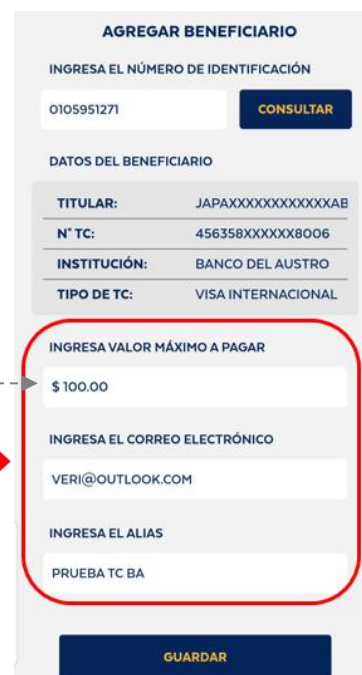 AGREGAR BENEFICIARIO
INGRESA EL NÚMERO DE IDENTIFICACIÓN
0105951271 CONSULTAR
DATOS DEL BENEFICIARIO
TITULAR: JAPAXXXXXXXXXXXXXAB
N° TC: 456358XXXXXX8006
INSTITUCIÓN: BANCO DEL AUSTRO
TIPO DE TC: VISA INTERNACIONAL
INGRESA VALOR MÁXIMO A PAGAR
$ 100.00
INGRESA EL CORREO ELECTRÓNICO
VERI@OUTLOOK.COM
INGRESA EL ALIAS
PRUEBA TC BA
GUARDAR